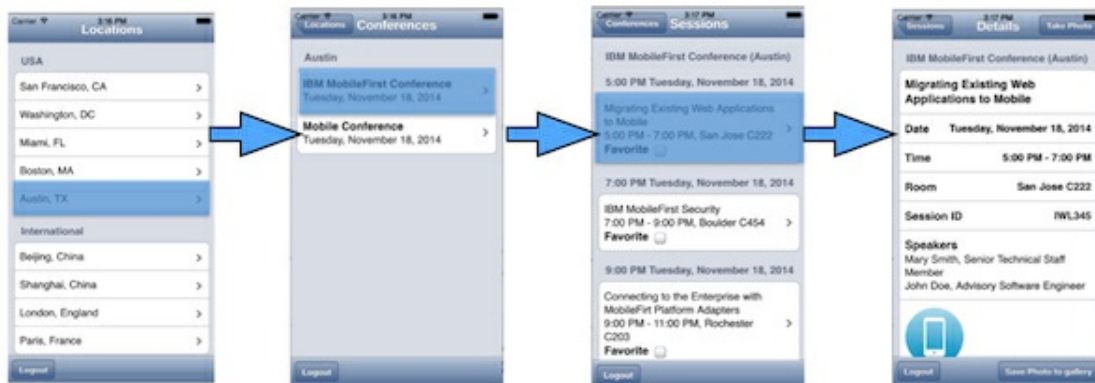 Carrier 3:16 PM
Locations
USA
San Francisco, CA
Washington, DC
Miami, FL
Boston, MA
Austin, TX
International
Beijing, China
Shanghai, China
London, England
Paris, France
Logout
Carrier 3:16 PM
Locations Conferences
Austin
IBM MobileFirst Conference
Tuesday, November 18, 2014
Mobile Conference
Tuesday, November 18, 2014
Logout
Carrier 3:17 PM
Conferences Sessions
IBM MobileFirst Conference (Austin)
5:00 PM Tuesday, November 18, 2014
Migrating Existing Web Applications
to Mobile
5:00 PM - 7:00 PM, San Jose C222
Favorite
7:00 PM Tuesday, November 18, 2014
IBM MobileFirst Security
7:00 PM - 9:00 PM, Boulder C454
Favorite
9:00 PM Tuesday, November 18, 2014
Connecting to the Enterprise with
MobileFirt Platform Adapters
9:00 PM - 11:00 PM, Rochester
C203
Favorite
Logout
Carrier 3:17 PM
Sessions Details Take Photo
IBM MobileFirst Conference (Austin)
Migrating Existing Web
Applications to Mobile
Date Tuesday, November 18, 2014
Time 5:00 PM - 7:00 PM
Room San Jose C222
Session ID IWL345
Speakers
Mary Smith, Senior Technical Staff
Member
John Doe, Advisory Software Engineer
Logout Save Photo to gallery